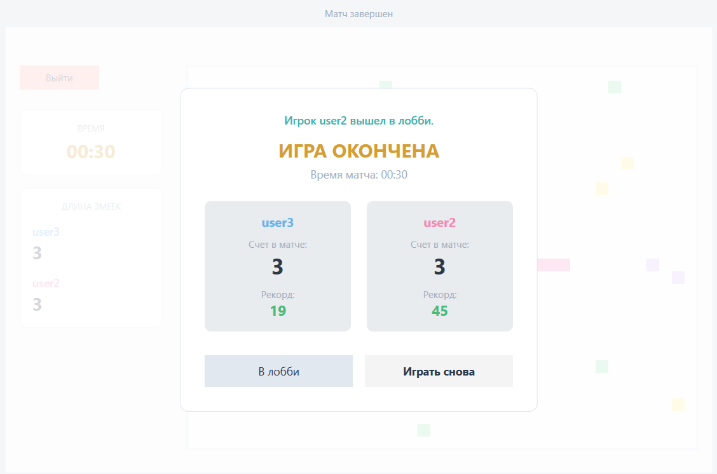 Матч завершен
Выйти
ВРЕМЯ
00:30
ДЛИНА ЗМЕЕК
user3
3
user2
3
Игрок user2 вышел в лобби.
ИГРА ОКОНЧЕНА
Время матча: 00:30
user3
Счет в матче:
3
Рекорд:
19
user2
Счет в матче:
3
Рекорд:
45
В лобби
Играть снова